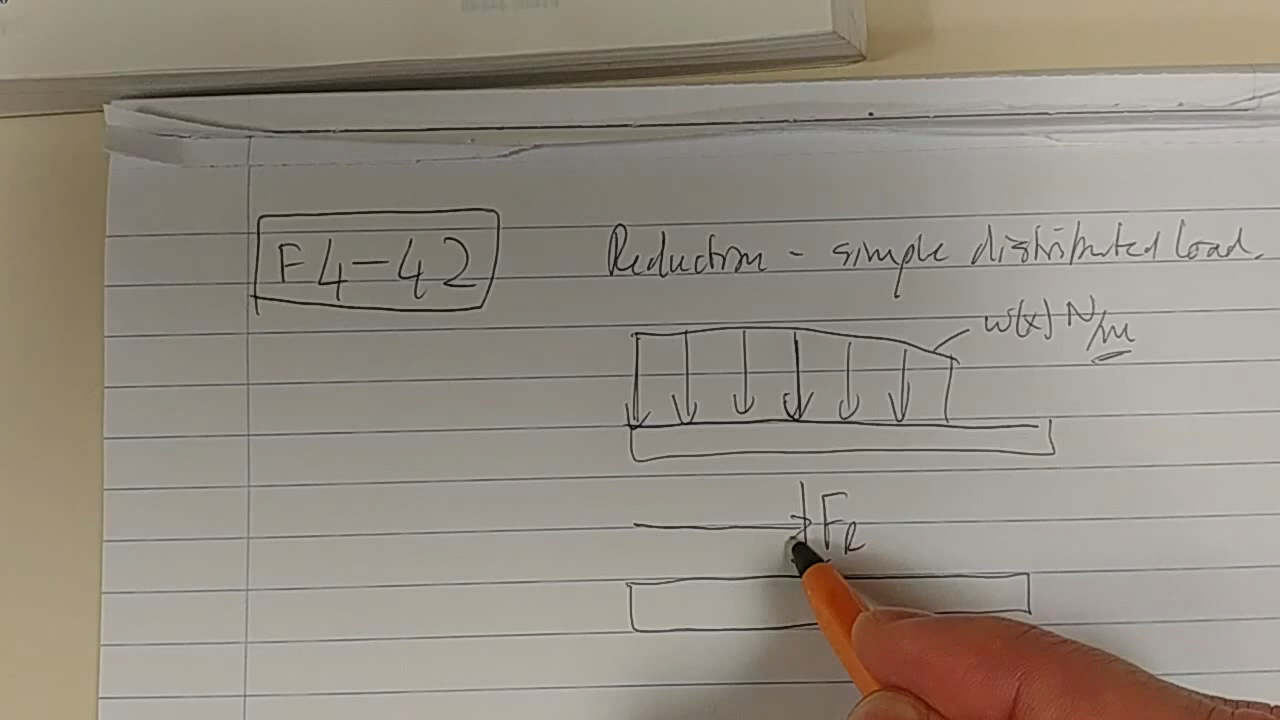 F4-42
Reduction - simple distributed load.
w(x) N/m
FR